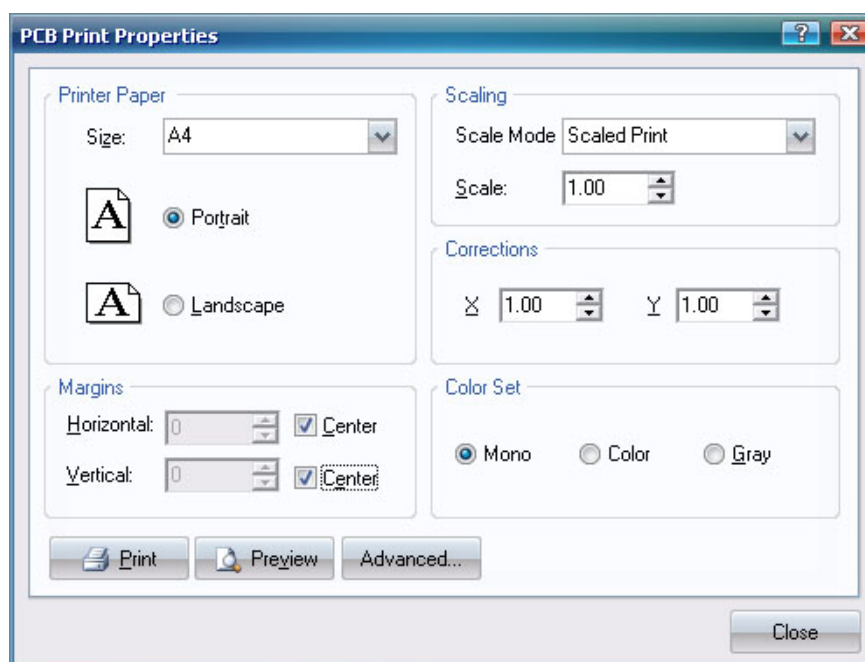 PCB Print Properties
Printer Paper
Size: A4
A Portrait
A Landscape
Scaling
Scale Mode Scaled Print
Scale: 1.00
Corrections
X 1.00 Y 1.00
Margins
Horizontal: 0 Center
Vertical: 0 Center
Color Set
Mono Color Gray
Print Preview Advanced...
Close